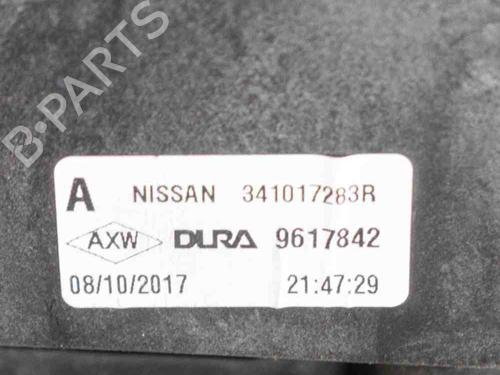 B-PARTS
A NISSAN 341017283R
AXW DURA 9617842
08/10/2017 21:47:29